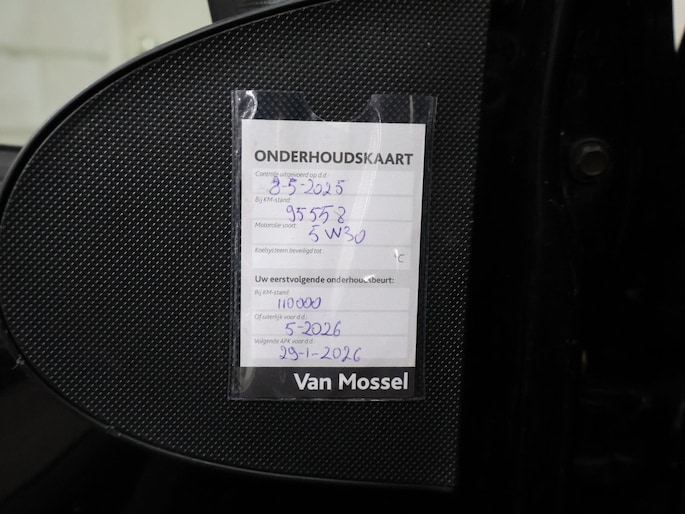 ONDERHOUDSKAART
Controle uitgevoerd op d.d.
8-5-2025
Bij KM-stand:
95558
Motorolie soort:
5W30
Koelsysteem beveiligd tot:
°C
Uw eerstvolgende onderhoudsbeurt:
Bij KM-stand:
110000
Of uiterlijk voor d.d.:
5-2026
Volgende APK voor d.d.:
29-1-2026
Van Mossel